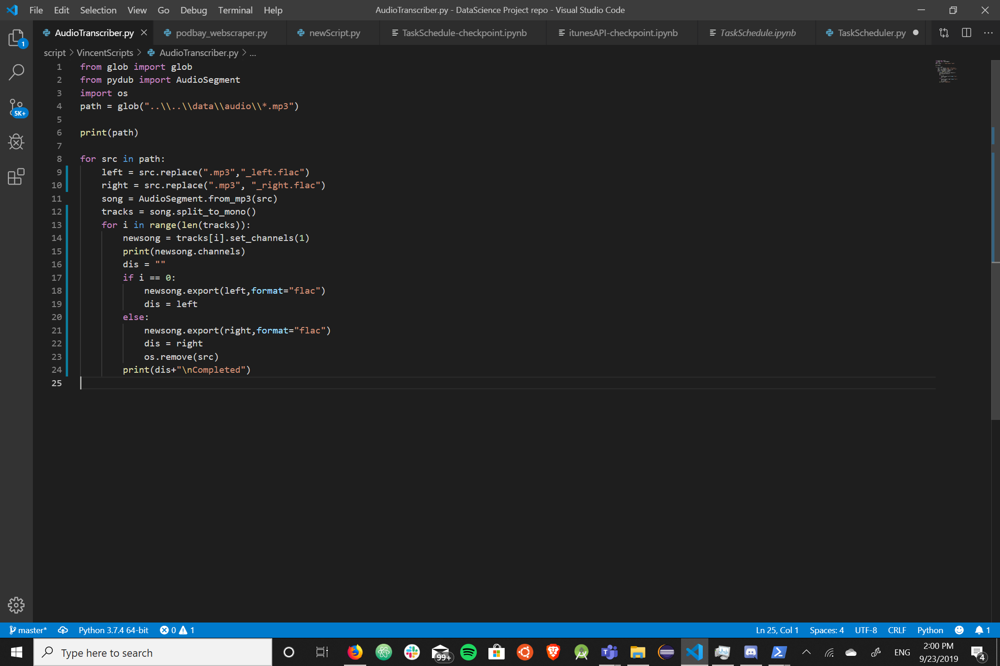 File Edit Selection View Go Debug Terminal Help AudioTranscriber.py - DataScience Project repo - Visual Studio Code
AudioTranscriber.py podbay_webscraper.py newScript.py TaskSchedule-checkpoint.ipynb itunesAPI-checkpoint.ipynb TaskSchedule.ipynb TaskScheduler.py
1
script > VincentScripts > AudioTranscriber.py > ...
1 from glob import glob
2 from pydub import AudioSegment
3 import os
4 path = glob("..\\..\\data\\audio\\*.mp3")
5
6 print(path)
7
8 for src in path:
9 left = src.replace(".mp3","_left.flac")
10 right = src.replace(".mp3", "_right.flac")
11 song = AudioSegment.from_mp3(src)
12 tracks = song.split_to_mono()
13 for i in range(len(tracks)):
14 newsong = tracks[i].set_channels(1)
15 print(newsong.channels)
16 dis = ""
17 if i == 0:
18 newsong.export(left,format="flac")
19 dis = left
20 else:
21 newsong.export(right,format="flac")
22 dis = right
23 os.remove(src)
24 print(dis+"\nCompleted")
25
5K+
master* Python 3.7.4 64-bit 0 1 Ln 25, Col 1 Spaces: 4 UTF-8 CRLF Python 1
Type here to search 99+ ENG 2:00 PM
9/23/2019 4